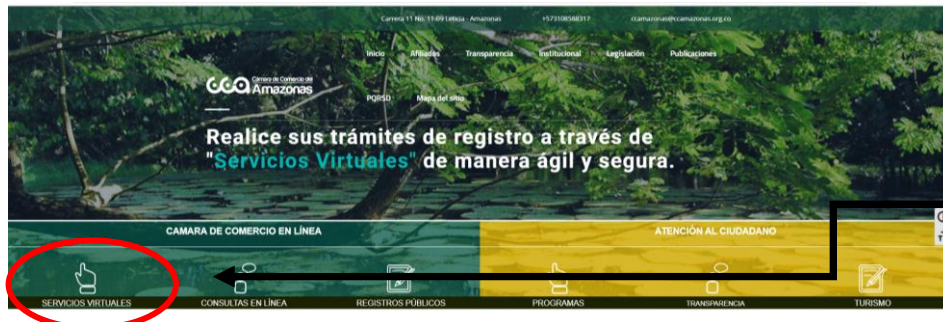 Carrera 11 No. 11-09 Leticia - Amazonas +573108588317 ccamazonas@ccamazonas.org.co
Inicio Afiliados Transparencia Institucional Legislación Publicaciones
CCA Cámara de Comercio del
Amazonas
PQRSD Mapa del sitio
Realice sus trámites de registro a través de
"Servicios Virtuales" de manera ágil y segura.
CAMARA DE COMERCIO EN LÍNEA ATENCIÓN AL CIUDADANO
SERVICIOS VIRTUALES CONSULTAS EN LÍNEA REGISTROS PÚBLICOS PROGRAMAS TRANSPARENCIA TURISMO